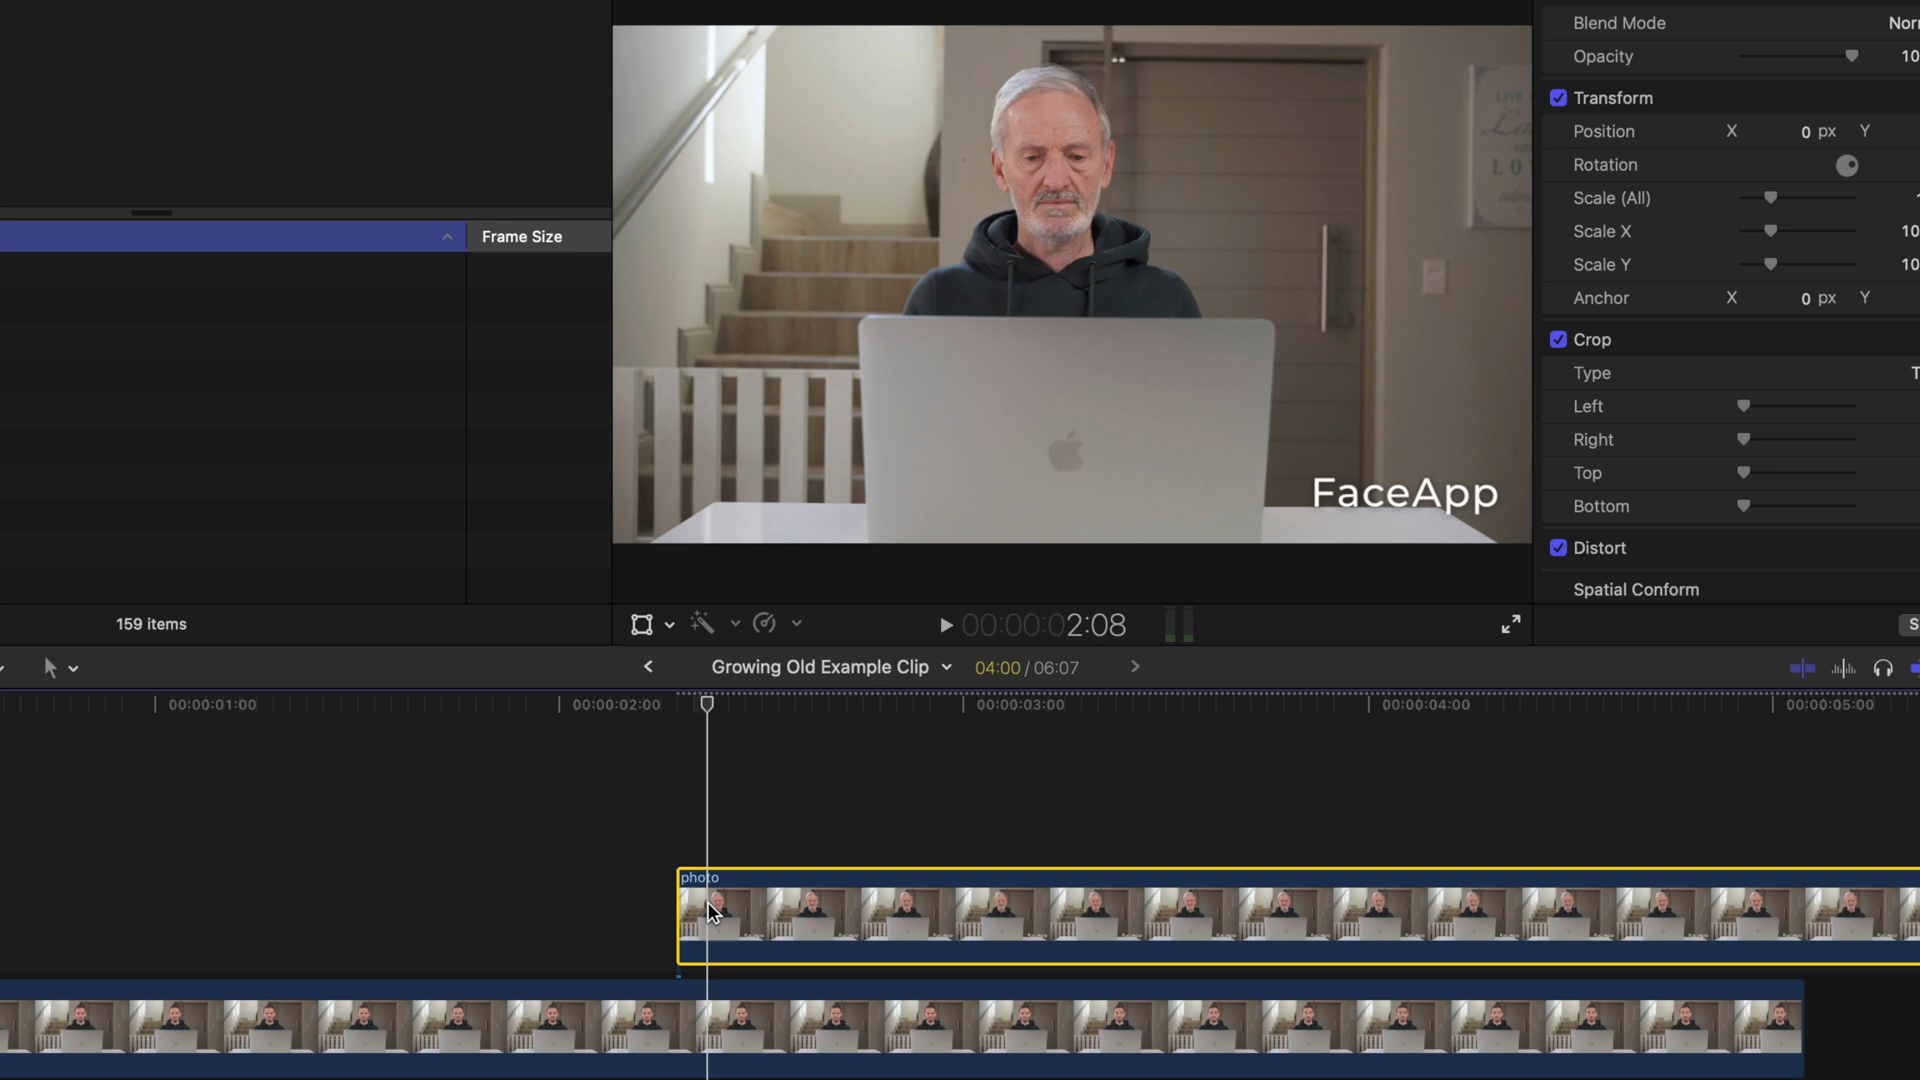 Blend Mode
Opacity
Transform
Position X 0 px Y
Rotation
Scale (All)
Scale X 10
Scale Y 10
Anchor X 0 px Y
Crop
Type
Left
Right
Top
Bottom
Distort
Spatial Conform
Frame Size
FaceApp
159 items
00:00:02:08
Growing Old Example Clip 04:00 / 06:07
00:00:01:00 00:00:02:00 00:00:03:00 00:00:04:00 00:00:05:00
photo